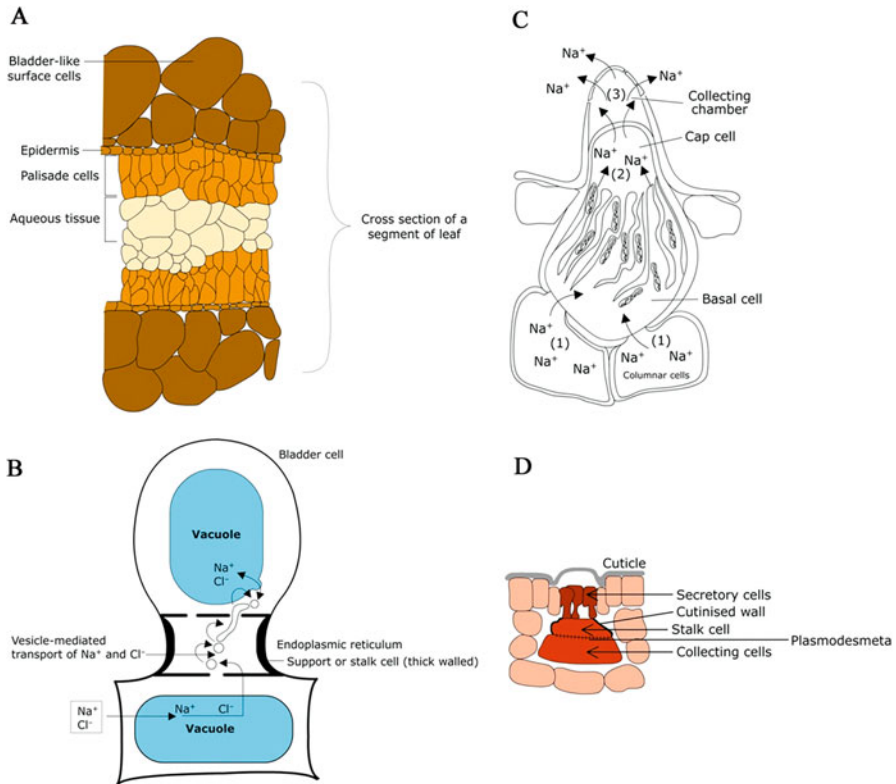 A
Bladder-like
surface cells
Epidermis
Palisade cells
Aqueous tissue
Cross section of a
segment of leaf
C
Na⁺
Na⁺
Na⁺
Na⁺
(3)
Collecting
chamber
Cap cell
Na⁺
Na⁺
(2)
Basal cell
Na⁺
(1)
Na⁺
Na⁺
(1)
Na⁺
Na⁺
Columnar cells
B
Bladder cell
Vacuole
Na⁺
Cl⁻
Vesicle-mediated
transport of Na⁺ and Cl⁻
Endoplasmic reticulum
Support or stalk cell (thick walled)
Na⁺
Cl⁻
Na⁺ Cl⁻
Vacuole
D
Cuticle
Secretory cells
Cutinised wall
Stalk cell
Plasmodesmeta
Collecting cells